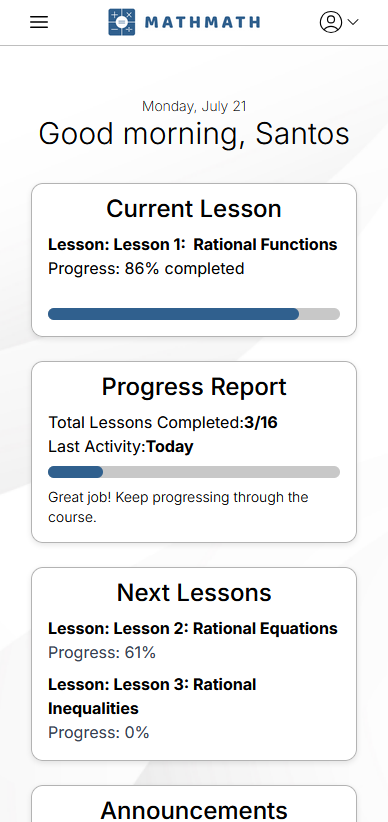 MATHMATH
Monday, July 21
Good morning, Santos
Current Lesson
Lesson: Lesson 1: Rational Functions
Progress: 86% completed
Progress Report
Total Lessons Completed:3/16
Last Activity:Today
Great job! Keep progressing through the
course.
Next Lessons
Lesson: Lesson 2: Rational Equations
Progress: 61%
Lesson: Lesson 3: Rational
Inequalities
Progress: 0%
Announcements